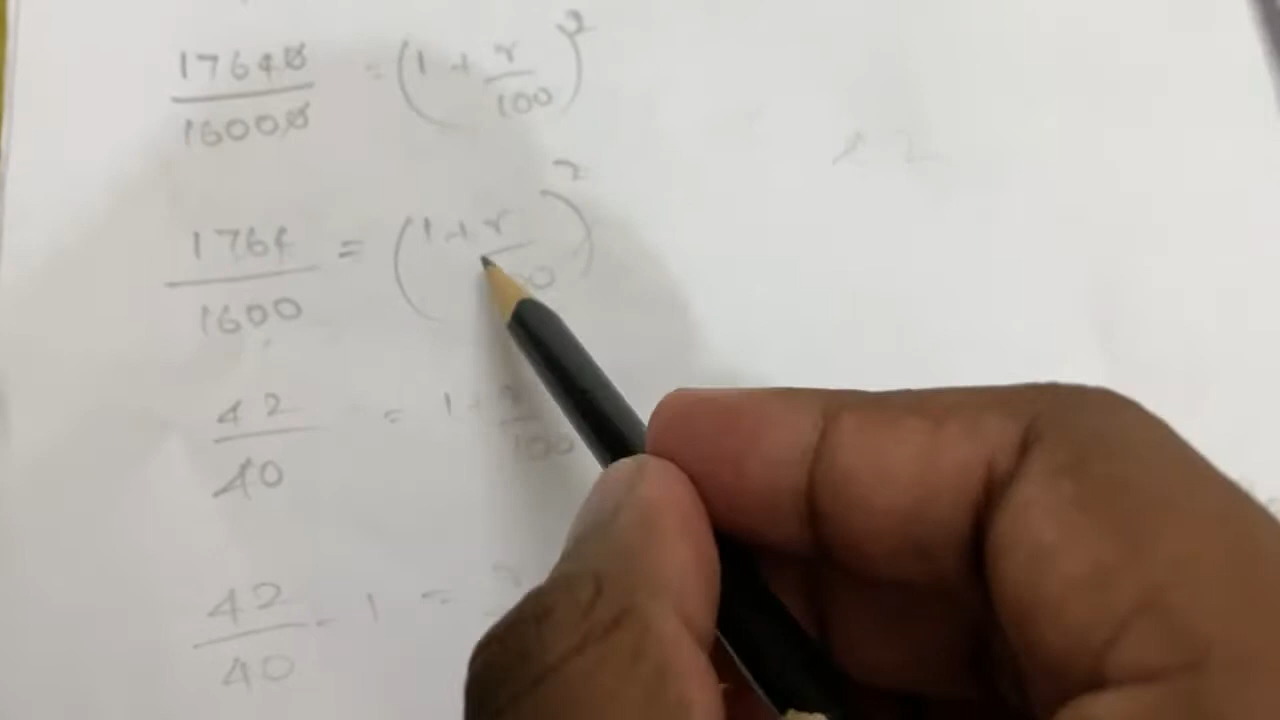 17640/16000 = (1 + r/100)²
1764/1600 = (1 + r/100)²
42/40 = 1 + r/100
42/40 - 1 = r